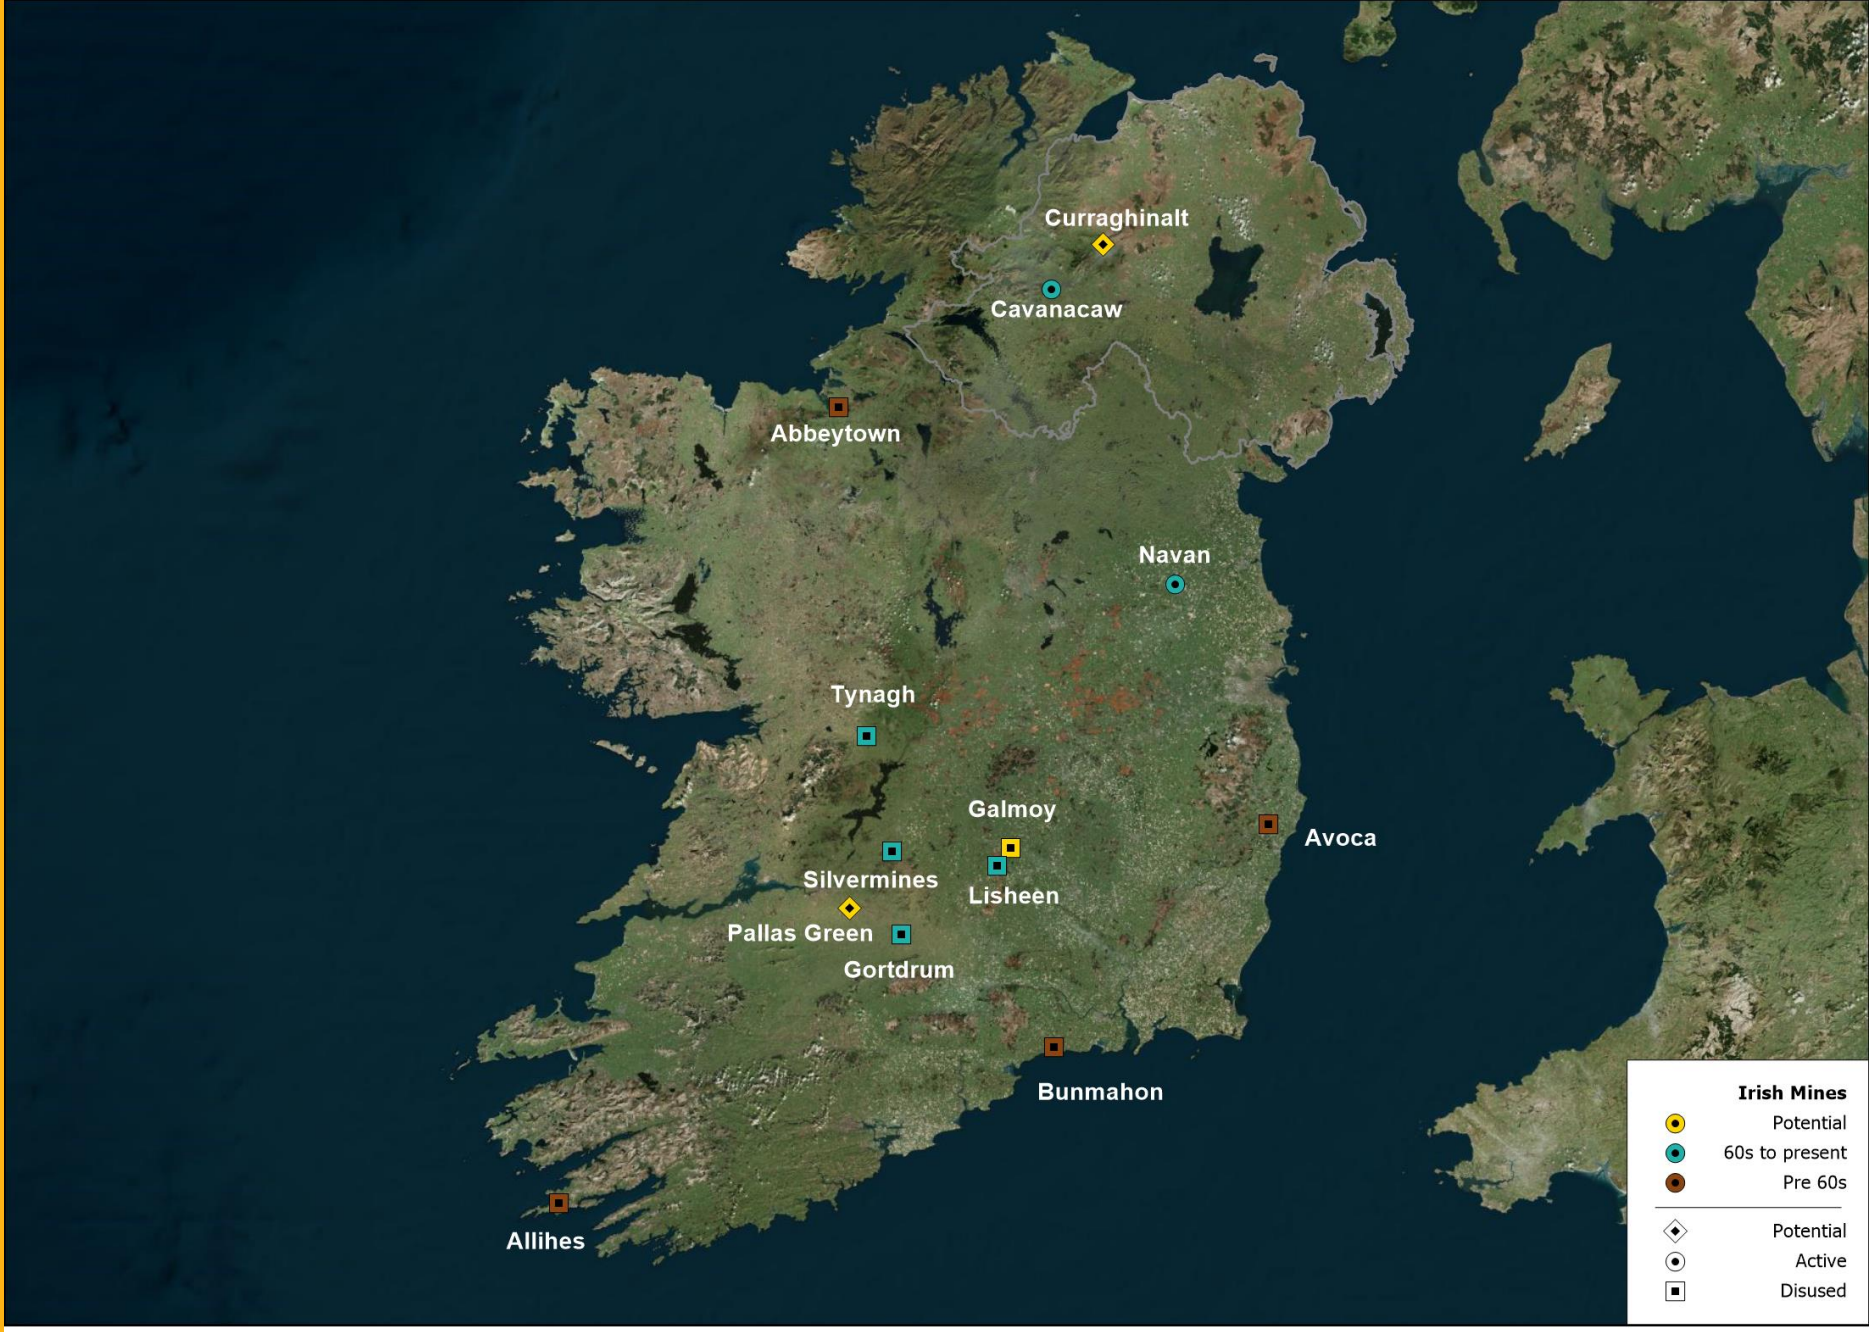 Curraghinalt
Cavanacaw
Abbeytown
Navan
Tynagh
Galmoy
Avoca
Silvermines
Lisheen
Pallas Green
Gortdrum
Bunmahon
Allihes
Irish Mines
Potential
60s to present
Pre 60s
Potential
Active
Disused